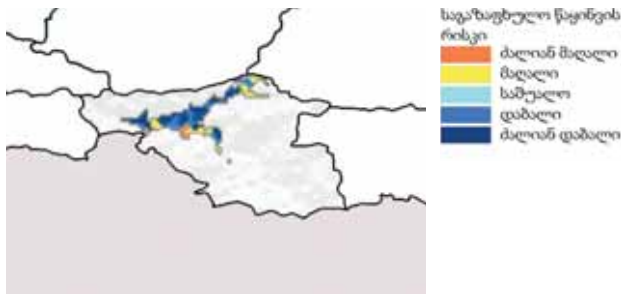 საგაზაფხულო წაყინვის
რისკი
ძალიან მაღალი
მაღალი
საშუალო
დაბალი
ძალიან დაბალი